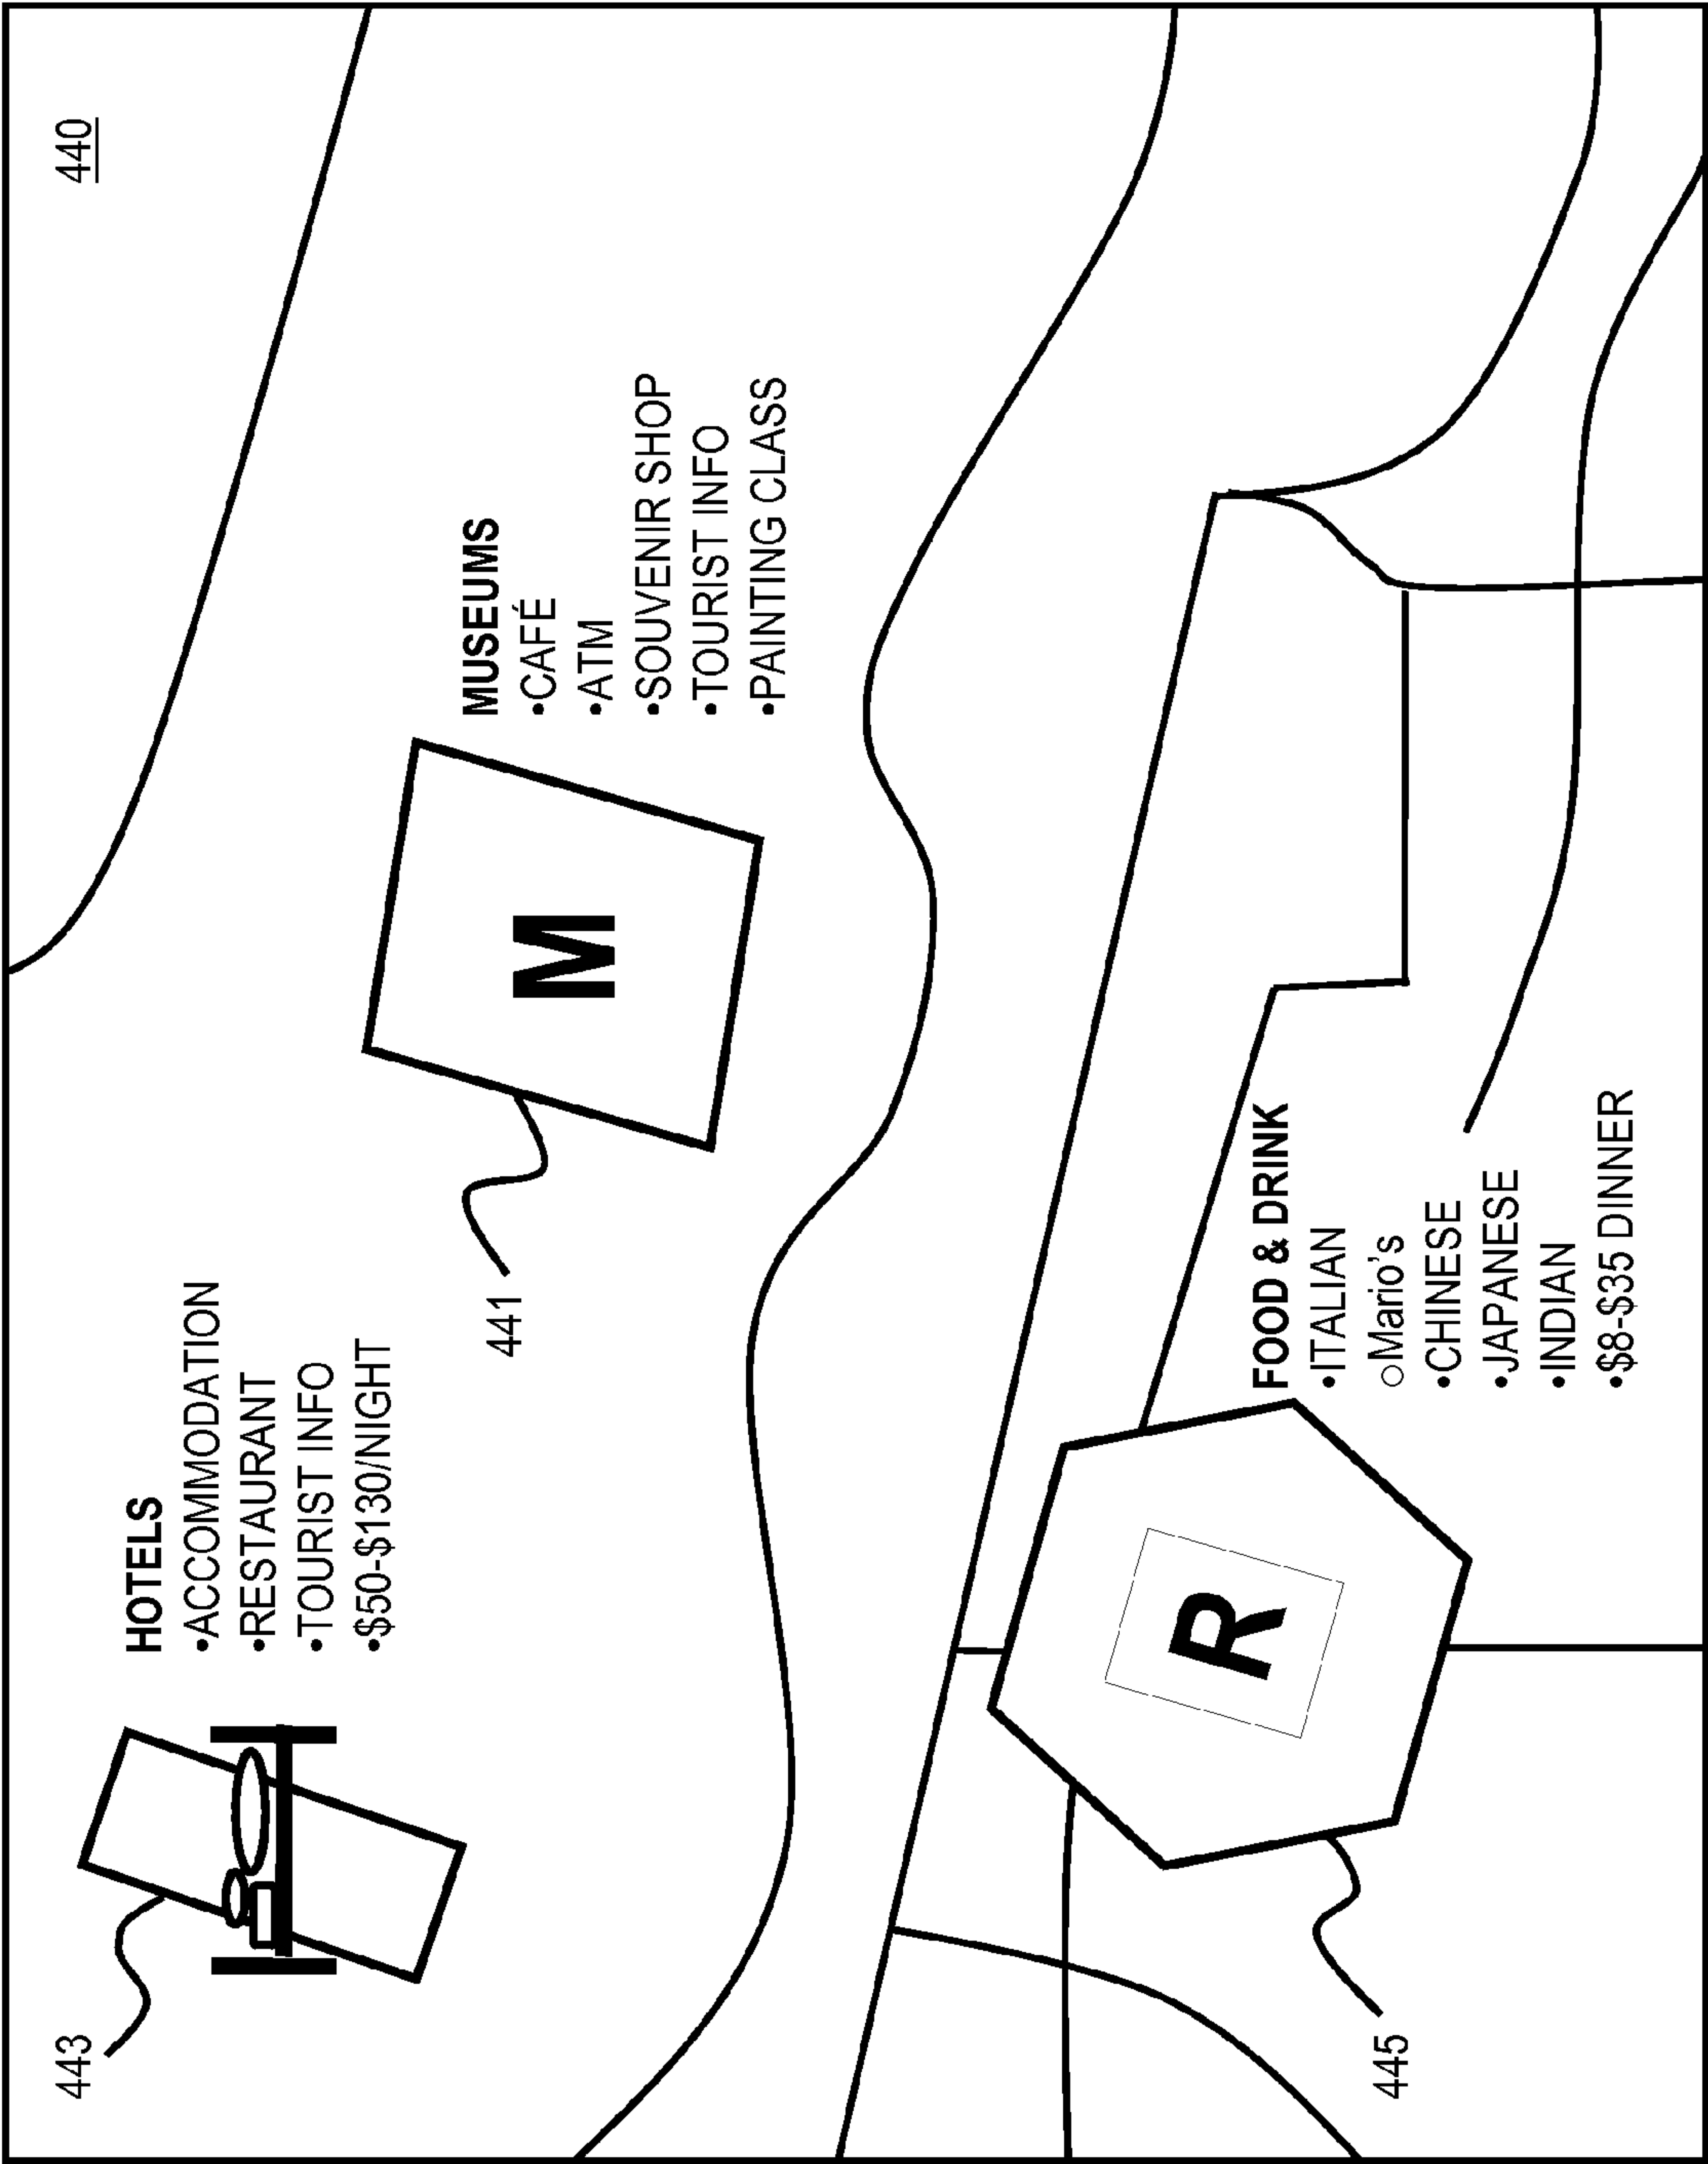 440
443
HOTELS
•ACCOMMODATION
•RESTAURANT
•TOURIST INFO
•$50-$130/NIGHT
441
M
MUSEUMS
•CAFÉ
•ATM
•SOUVENIR SHOP
•TOURIST INFO
•PAINTING CLASS
445
R
FOOD & DRINK
•ITALIAN
○Mario's
•CHINESE
•JAPANESE
•INDIAN
•$8-$35 DINNER